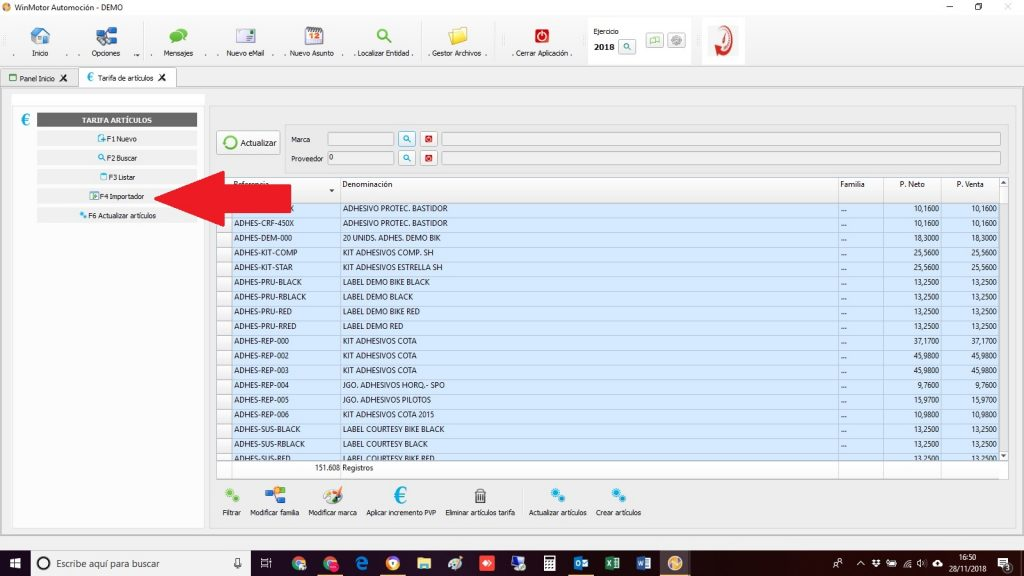 WinMotor Automoción - DEMO
Inicio
Opciones
Mensajes
Nuevo eMail
Nuevo Asunto
Localizar Entidad
Gestor Archivos
Cerrar Aplicación
Ejercicio
2018
Panel Inicio
€ Tarifa de artículos
€ TARIFA ARTÍCULOS
F1 Nuevo
F2 Buscar
F3 Listar
F4 Importador
F6 Actualizar artículos
Actualizar
Marca
Proveedor 0
Referencia Denominación Familia P. Neto P. Venta
ADHESIVO PROTEC. BASTIDOR ... 10,1600 10,1600
ADHES-CRF-450X ADHESIVO PROTEC. BASTIDOR ... 10,1600 10,1600
ADHES-DEM-000 20 UNIDS. ADHES. DEMO BIK ... 18,3000 18,3000
ADHES-KIT-COMP KIT ADHESIVOS COMP. SH ... 25,5600 25,5600
ADHES-KIT-STAR KIT ADHESIVOS ESTRELLA SH ... 25,5600 25,5600
ADHES-PRU-BLACK LABEL DEMO BIKE BLACK ... 13,2500 13,2500
ADHES-PRU-RBLACK LABEL DEMO BLACK ... 13,2500 13,2500
ADHES-PRU-RED LABEL DEMO BIKE RED ... 13,2500 13,2500
ADHES-PRU-RRED LABEL DEMO RED ... 13,2500 13,2500
ADHES-REP-000 KIT ADHESIVOS COTA ... 37,1700 37,1700
ADHES-REP-002 KIT ADHESIVOS COTA ... 45,9800 45,9800
ADHES-REP-003 KIT ADHESIVOS COTA ... 45,9800 45,9800
ADHES-REP-004 JGO. ADHESIVOS HORQ.- SPO ... 9,7600 9,7600
ADHES-REP-005 JGO. ADHESIVOS PILOTOS ... 15,9700 15,9700
ADHES-REP-006 KIT ADHESIVOS COTA 2015 ... 10,9800 10,9800
ADHES-SUS-BLACK LABEL COURTESY BIKE BLACK ... 13,2500 13,2500
ADHES-SUS-RBLACK LABEL COURTESY BLACK ... 13,2500 13,2500
ADHES-SUS-RED LABEL COURTESY BIKE RED ... 13,2500 13,2500
151.608 Registros
Filtrar
Modificar familia
Modificar marca
€ Aplicar incremento PVP
Eliminar artículos tarifa
Actualizar artículos
Crear artículos
Escribe aquí para buscar
16:50
28/11/2018